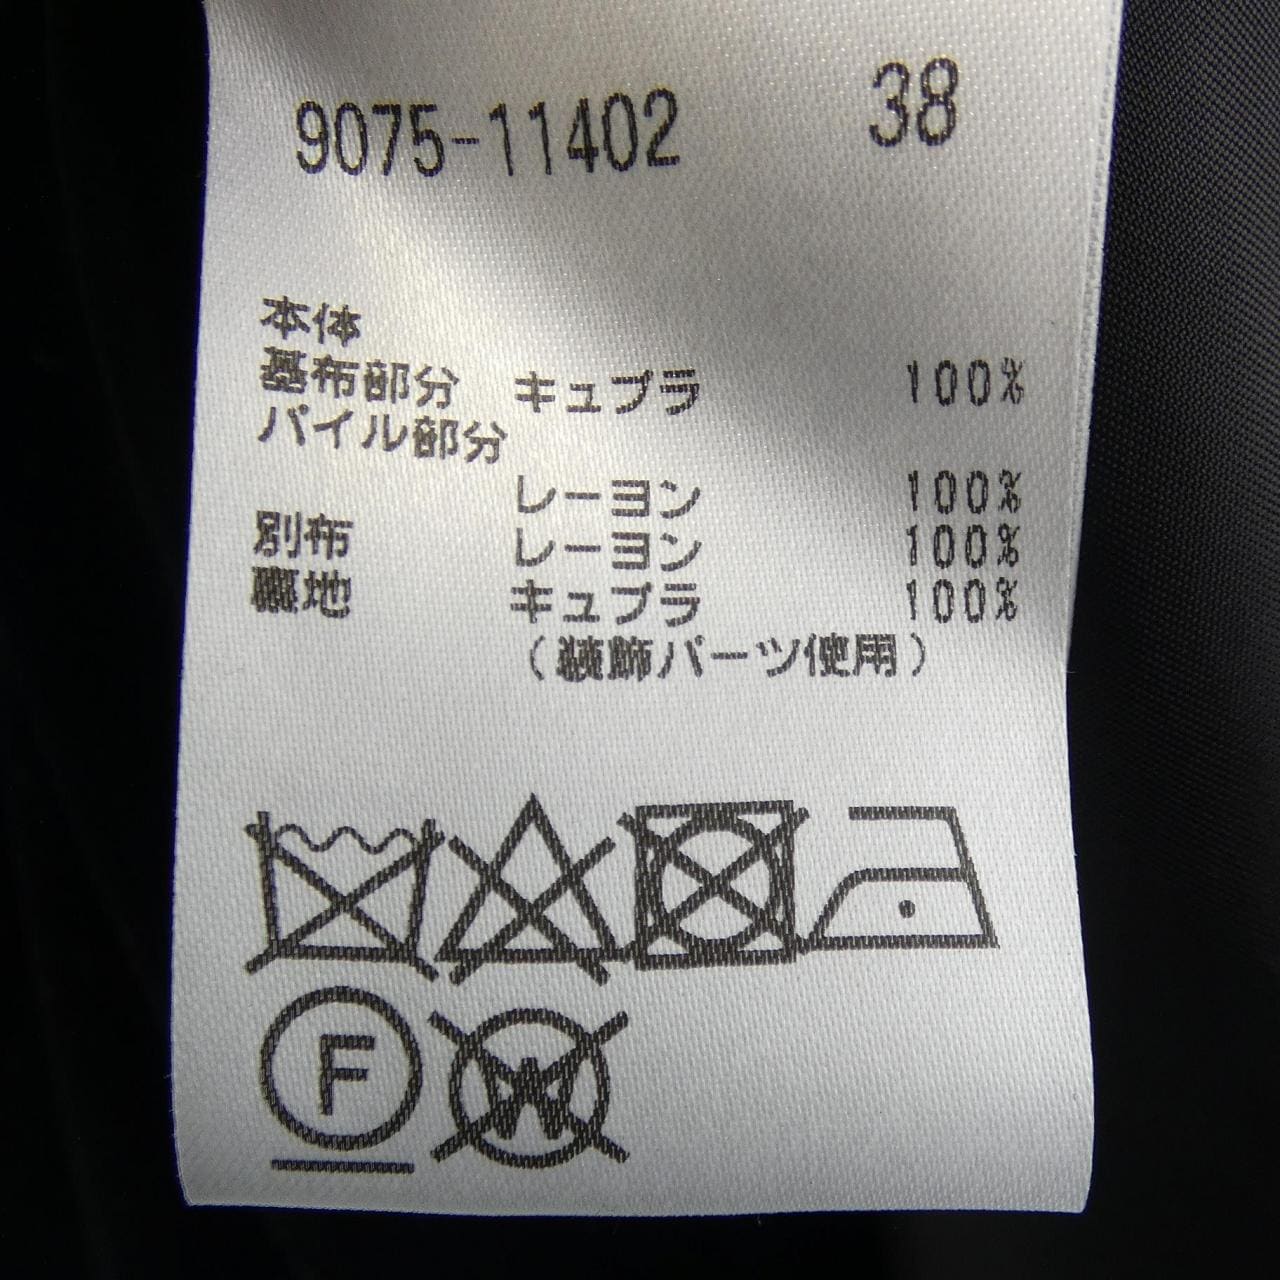 9075-11402 38
本体
基布部分 キュプラ 100%
パイル部分
レーヨン 100%
別布 レーヨン 100%
裏地 キュプラ 100%
(装飾パーツ使用)
F
W